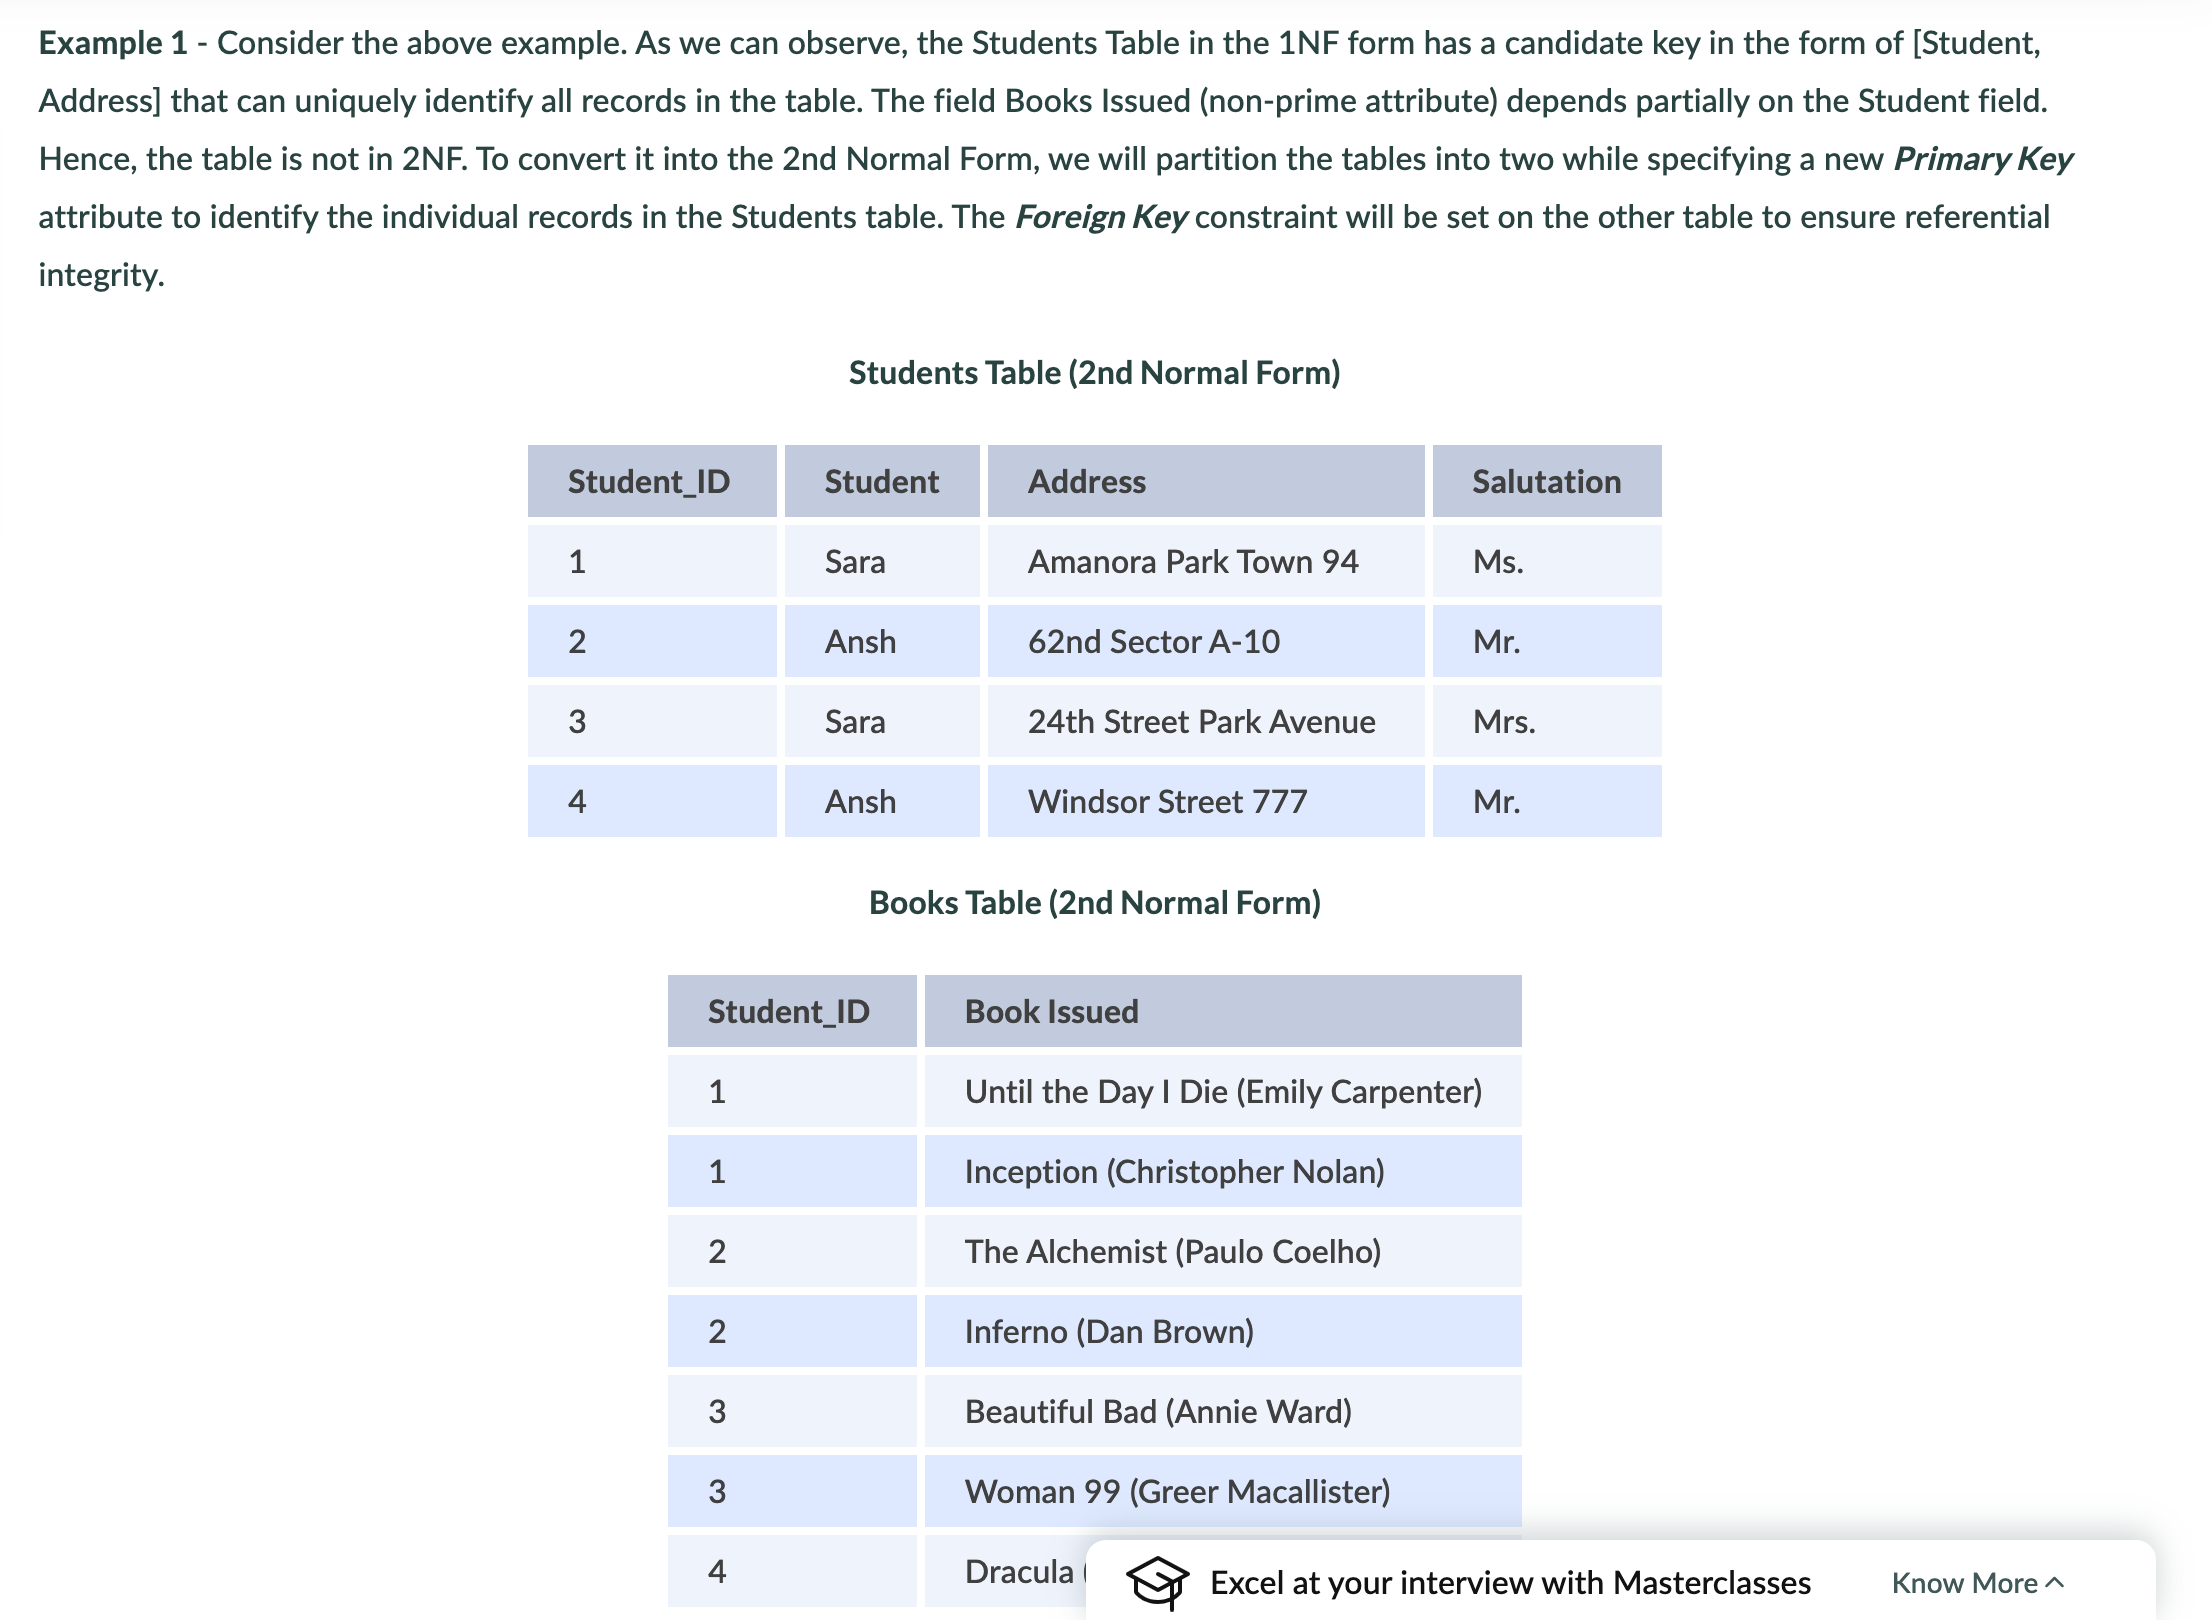 Example 1 - Consider the above example. As we can observe, the Students Table in the 1NF form has a candidate key in the form of [Student,
Address] that can uniquely identify all records in the table. The field Books Issued (non-prime attribute) depends partially on the Student field.
Hence, the table is not in 2NF. To convert it into the 2nd Normal Form, we will partition the tables into two while specifying a new Primary Key
attribute to identify the individual records in the Students table. The Foreign Key constraint will be set on the other table to ensure referential
integrity.
Students Table (2nd Normal Form)
Student_ID Student Address Salutation
1 Sara Amanora Park Town 94 Ms.
2 Ansh 62nd Sector A-10 Mr.
3 Sara 24th Street Park Avenue Mrs.
4 Ansh Windsor Street 777 Mr.
Books Table (2nd Normal Form)
Student_ID Book Issued
1 Until the Day I Die (Emily Carpenter)
1 Inception (Christopher Nolan)
2 The Alchemist (Paulo Coelho)
2 Inferno (Dan Brown)
3 Beautiful Bad (Annie Ward)
3 Woman 99 (Greer Macallister)
4 Dracula (
Excel at your interview with Masterclasses Know More